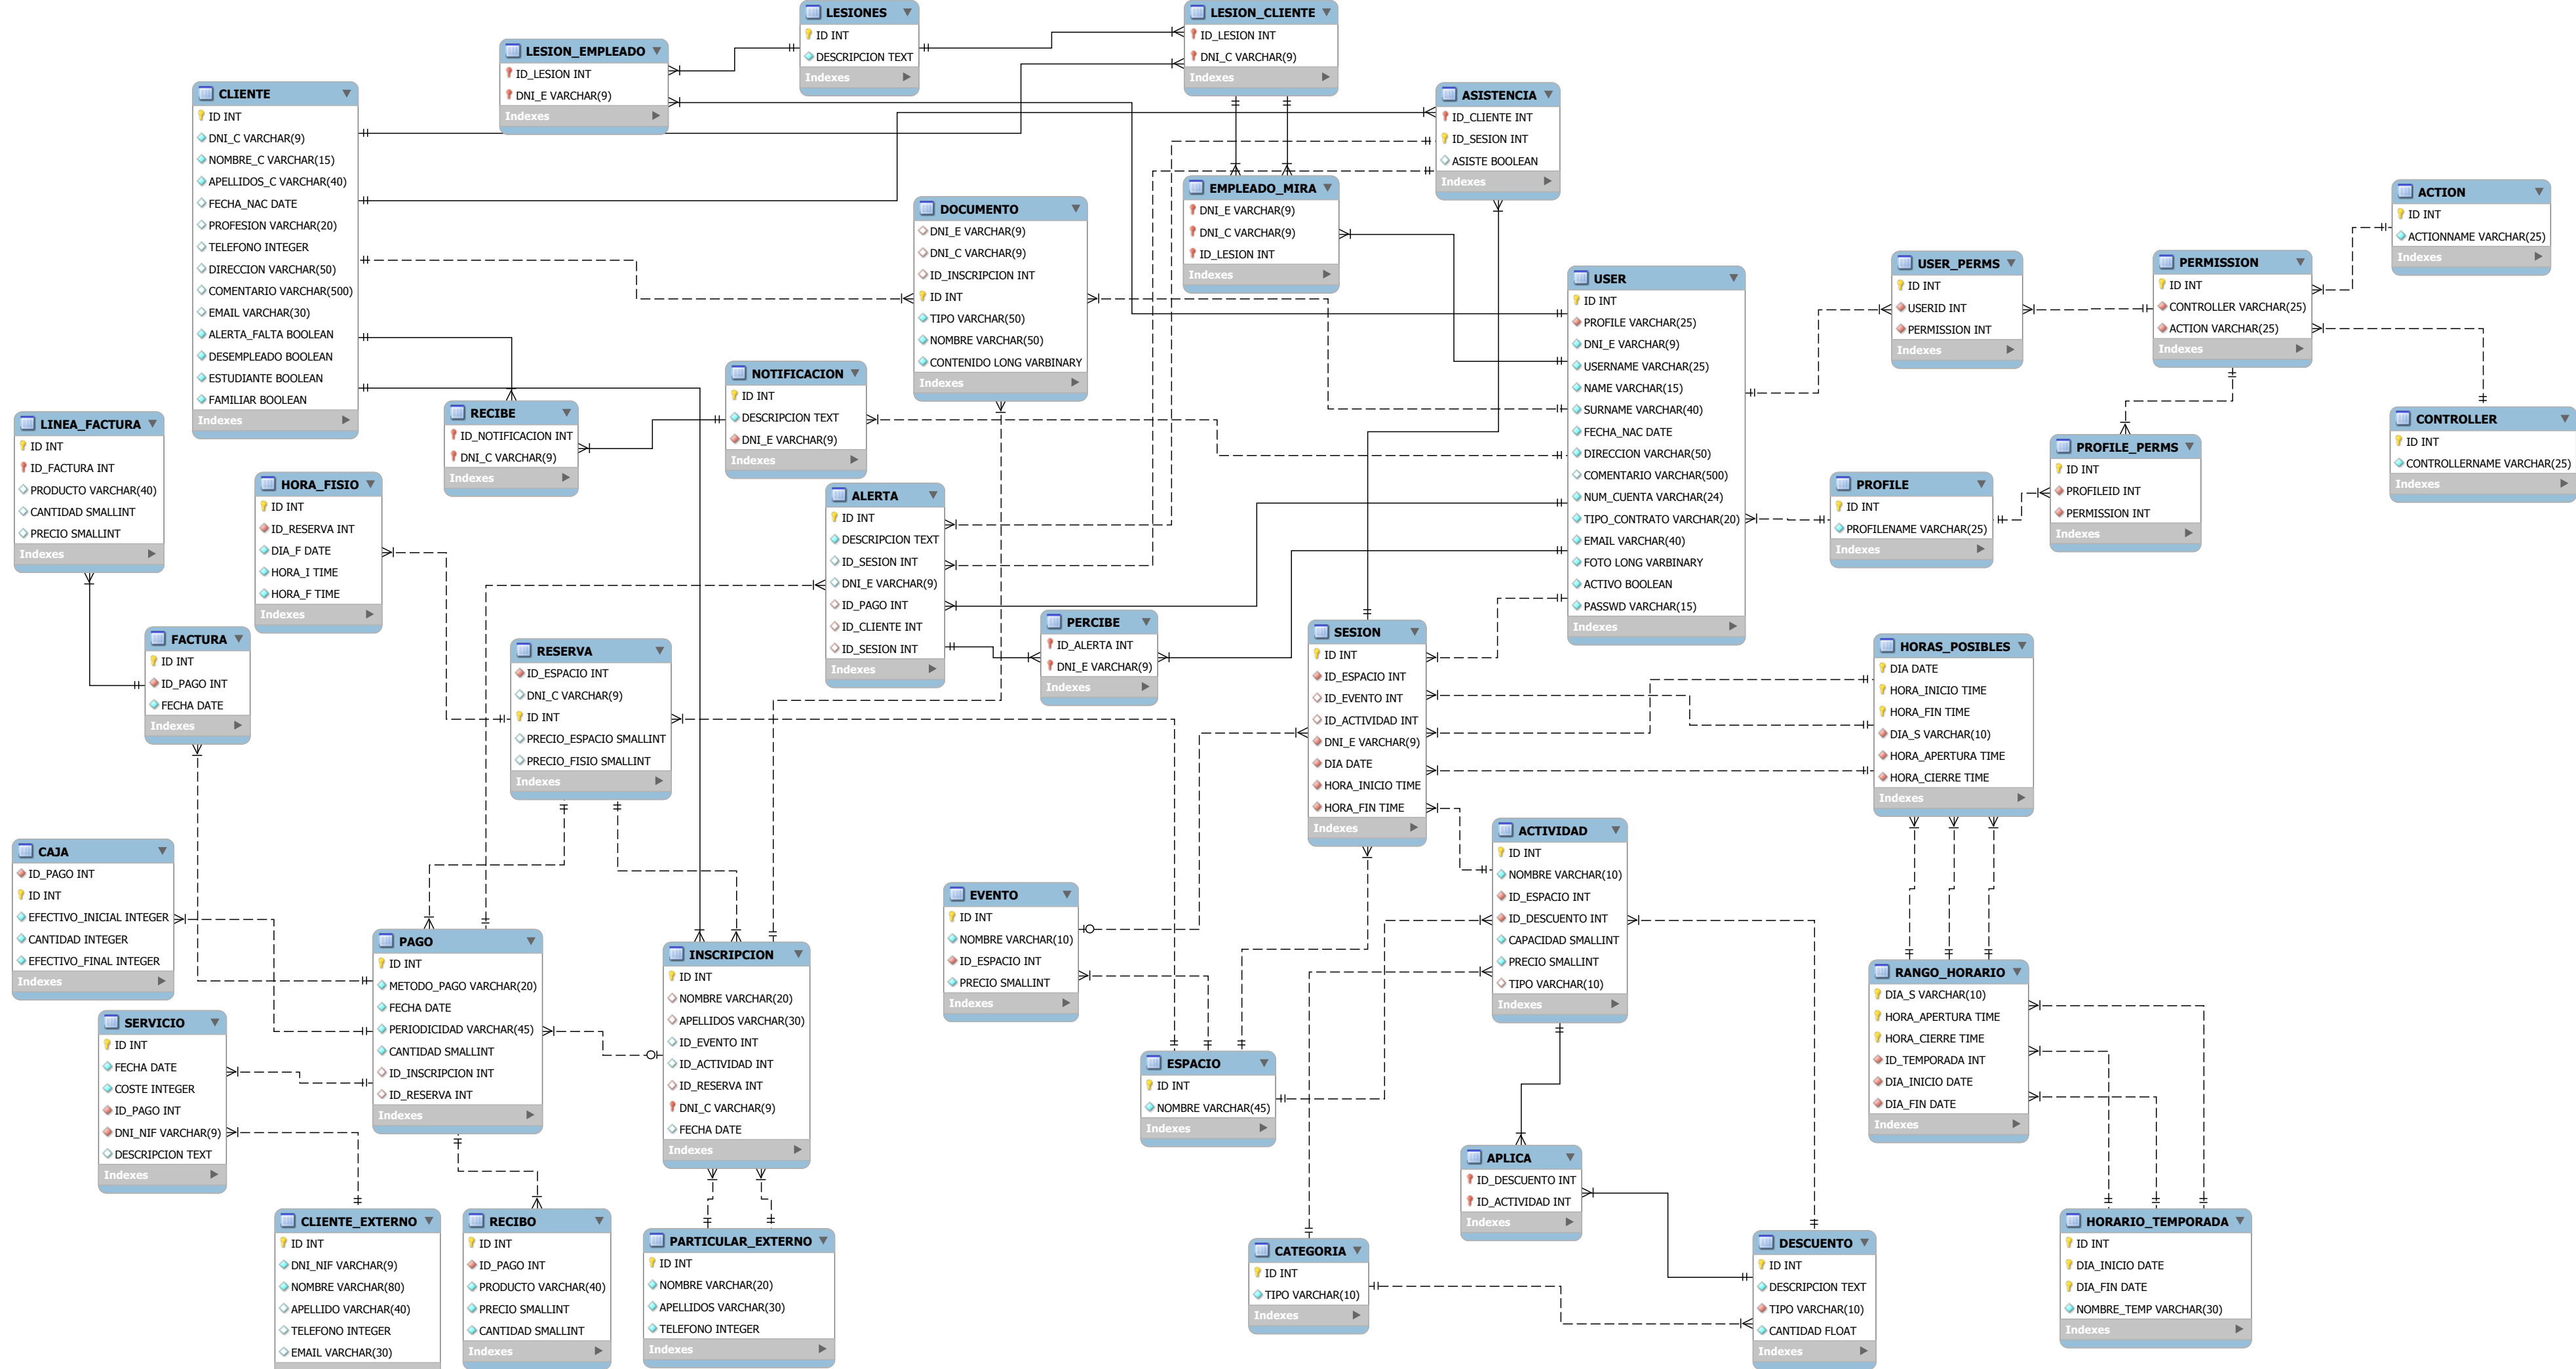 LESIONES
ID INT
DESCRIPCION TEXT
Indexes
LESION_CLIENTE
ID_LESION INT
DNI_C VARCHAR(9)
Indexes
LESION_EMPLEADO
ID_LESION INT
DNI_E VARCHAR(9)
Indexes
CLIENTE
ID INT
DNI_C VARCHAR(9)
NOMBRE_C VARCHAR(15)
APELLIDOS_C VARCHAR(40)
FECHA_NAC DATE
PROFESION VARCHAR(20)
TELEFONO INTEGER
DIRECCION VARCHAR(50)
COMENTARIO VARCHAR(500)
EMAIL VARCHAR(30)
ALERTA_FALTA BOOLEAN
DESEMPLEADO BOOLEAN
ESTUDIANTE BOOLEAN
FAMILIAR BOOLEAN
Indexes
ASISTENCIA
ID_CLIENTE INT
ID_SESION INT
ASISTE BOOLEAN
Indexes
EMPLEADO_MIRA
DNI_E VARCHAR(9)
DNI_C VARCHAR(9)
ID_LESION INT
Indexes
DOCUMENTO
DNI_E VARCHAR(9)
DNI_C VARCHAR(9)
ID_INSCRIPCION INT
ID INT
TIPO VARCHAR(50)
NOMBRE VARCHAR(50)
CONTENIDO LONG VARBINARY
Indexes
ACTION
ID INT
ACTIONNAME VARCHAR(25)
Indexes
USER
ID INT
PROFILE VARCHAR(25)
DNI_E VARCHAR(9)
USERNAME VARCHAR(25)
NAME VARCHAR(15)
SURNAME VARCHAR(40)
FECHA_NAC DATE
DIRECCION VARCHAR(50)
COMENTARIO VARCHAR(500)
NUM_CUENTA VARCHAR(24)
TIPO_CONTRATO VARCHAR(20)
EMAIL VARCHAR(40)
FOTO LONG VARBINARY
ACTIVO BOOLEAN
PASSWD VARCHAR(15)
Indexes
USER_PERMS
ID INT
USERID INT
PERMISSION INT
Indexes
PERMISSION
ID INT
CONTROLLER VARCHAR(25)
ACTION VARCHAR(25)
Indexes
CONTROLLER
ID INT
CONTROLLERNAME VARCHAR(25)
Indexes
PROFILE_PERMS
ID INT
PROFILEID INT
PERMISSION INT
Indexes
PROFILE
ID INT
PROFILENAME VARCHAR(25)
Indexes
NOTIFICACION
ID INT
DESCRIPCION TEXT
DNI_E VARCHAR(9)
Indexes
RECIBE
ID_NOTIFICACION INT
DNI_C VARCHAR(9)
Indexes
LINEA_FACTURA
ID INT
ID_FACTURA INT
PRODUCTO VARCHAR(40)
CANTIDAD SMALLINT
PRECIO SMALLINT
Indexes
HORA_FISIO
ID INT
ID_RESERVA INT
DIA_F DATE
HORA_I TIME
HORA_F TIME
Indexes
ALERTA
ID INT
DESCRIPCION TEXT
ID_SESION INT
DNI_E VARCHAR(9)
ID_PAGO INT
ID_CLIENTE INT
ID_SESION INT
Indexes
PERCIBE
ID_ALERTA INT
DNI_E VARCHAR(9)
Indexes
FACTURA
ID INT
ID_PAGO INT
FECHA DATE
Indexes
RESERVA
ID_ESPACIO INT
DNI_C VARCHAR(9)
ID INT
PRECIO_ESPACIO SMALLINT
PRECIO_FISIO SMALLINT
Indexes
SESION
ID INT
ID_ESPACIO INT
ID_EVENTO INT
ID_ACTIVIDAD INT
DNI_E VARCHAR(9)
DIA DATE
HORA_INICIO TIME
HORA_FIN TIME
Indexes
HORAS_POSIBLES
DIA DATE
HORA_INICIO TIME
HORA_FIN TIME
DIA_S VARCHAR(10)
HORA_APERTURA TIME
HORA_CIERRE TIME
Indexes
CAJA
ID_PAGO INT
ID INT
EFECTIVO_INICIAL INTEGER
CANTIDAD INTEGER
EFECTIVO_FINAL INTEGER
Indexes
PAGO
ID INT
METODO_PAGO VARCHAR(20)
FECHA DATE
PERIODICIDAD VARCHAR(45)
CANTIDAD SMALLINT
ID_INSCRIPCION INT
ID_RESERVA INT
Indexes
INSCRIPCION
ID INT
NOMBRE VARCHAR(20)
APELLIDOS VARCHAR(30)
ID_EVENTO INT
ID_ACTIVIDAD INT
ID_RESERVA INT
DNI_C VARCHAR(9)
FECHA DATE
Indexes
EVENTO
ID INT
NOMBRE VARCHAR(10)
ID_ESPACIO INT
PRECIO SMALLINT
Indexes
ACTIVIDAD
ID INT
NOMBRE VARCHAR(10)
ID_ESPACIO INT
ID_DESCUENTO INT
CAPACIDAD SMALLINT
PRECIO SMALLINT
TIPO VARCHAR(10)
Indexes
RANGO_HORARIO
DIA_S VARCHAR(10)
HORA_APERTURA TIME
HORA_CIERRE TIME
ID_TEMPORADA INT
DIA_INICIO DATE
DIA_FIN DATE
Indexes
SERVICIO
ID INT
FECHA DATE
COSTE INTEGER
ID_PAGO INT
DNI_NIF VARCHAR(9)
DESCRIPCION TEXT
Indexes
ESPACIO
ID INT
NOMBRE VARCHAR(45)
Indexes
APLICA
ID_DESCUENTO INT
ID_ACTIVIDAD INT
Indexes
CLIENTE_EXTERNO
ID INT
DNI_NIF VARCHAR(9)
NOMBRE VARCHAR(80)
APELLIDO VARCHAR(40)
TELEFONO INTEGER
EMAIL VARCHAR(30)
RECIBO
ID INT
ID_PAGO INT
PRODUCTO VARCHAR(40)
PRECIO SMALLINT
CANTIDAD SMALLINT
Indexes
PARTICULAR_EXTERNO
ID INT
NOMBRE VARCHAR(20)
APELLIDOS VARCHAR(30)
TELEFONO INTEGER
Indexes
CATEGORIA
ID INT
TIPO VARCHAR(10)
Indexes
DESCUENTO
ID INT
DESCRIPCION TEXT
TIPO VARCHAR(10)
CANTIDAD FLOAT
Indexes
HORARIO_TEMPORADA
ID INT
DIA_INICIO DATE
DIA_FIN DATE
NOMBRE_TEMP VARCHAR(30)
Indexes